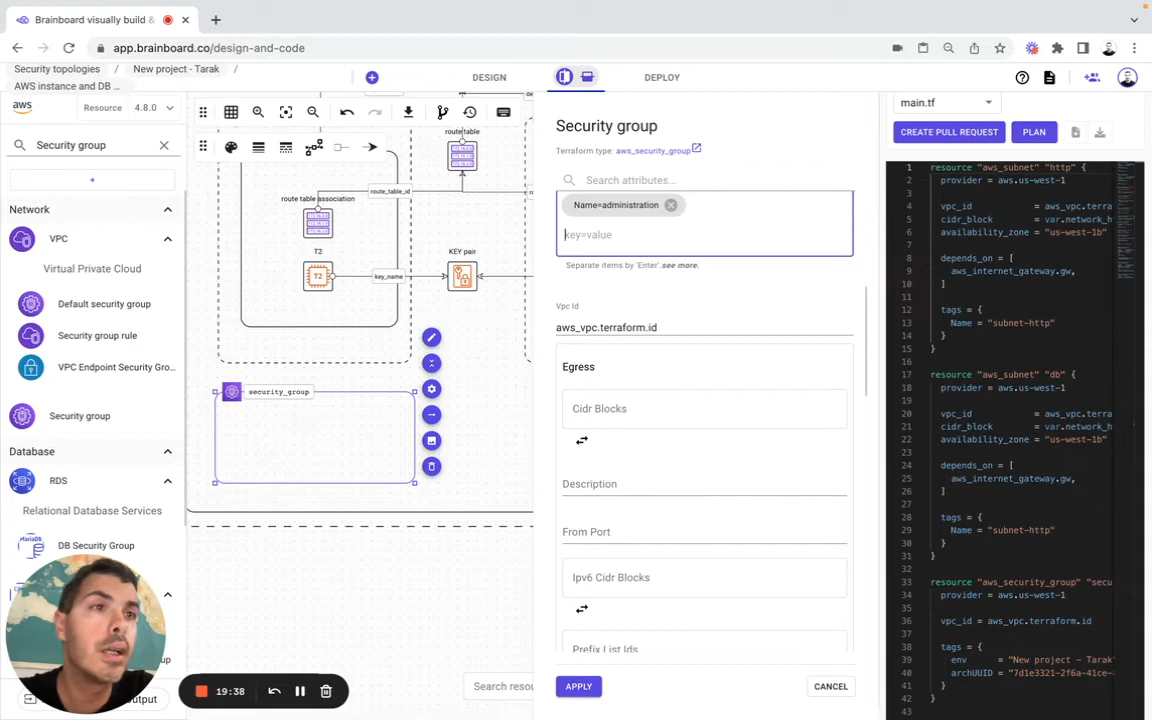 Brainboard visually build &
app.brainboard.co/design-and-code
Security topologies / New project - Tarak /
AWS instance and DB ...
DESIGN
DEPLOY
aws
Resource 4.8.0
Security group
+
Network
VPC
Virtual Private Cloud
Default security group
Security group rule
VPC Endpoint Security Gro...
Security group
Database
RDS
Relational Database Services
DB Security Group
up
utput
route table
route_table_id
route table association
T2
T2
key_name
KEY pair
security_group
Search resou
19:38
Security group
Terraform type: aws_security_group
Search attributes...
Name=administration
key=value
Separate items by 'Enter'. see more.
Vpc Id
aws_vpc.terraform.id
Egress
Cidr Blocks
Description
From Port
Ipv6 Cidr Blocks
Prefix List Ids
APPLY
CANCEL
main.tf
CREATE PULL REQUEST
PLAN
1 resource "aws_subnet" "http" {
2 provider = aws.us-west-1
3
4 vpc_id = aws_vpc.terra
5 cidr_block = var.network_h
6 availability_zone = "us-west-1b"
7
8 depends_on = [
9 aws_internet_gateway.gw,
10 ]
11
12 tags = {
13 Name = "subnet-http"
14 }
15 }
16
17 resource "aws_subnet" "db" {
18 provider = aws.us-west-1
19
20 vpc_id = aws_vpc.terra
21 cidr_block = var.network_h
22 availability_zone = "us-west-1b"
23
24 depends_on = [
25 aws_internet_gateway.gw,
26 ]
27
28 tags = {
29 Name = "subnet-http"
30 }
31 }
32
33 resource "aws_security_group" "secu
34 provider = aws.us-west-1
35
36 vpc_id = aws_vpc.terraform.id
37
38 tags = {
39 env = "New project - Tarak"
40 archUUID = "7d1e3321-2f6a-41ce-
41 }
42 }
43